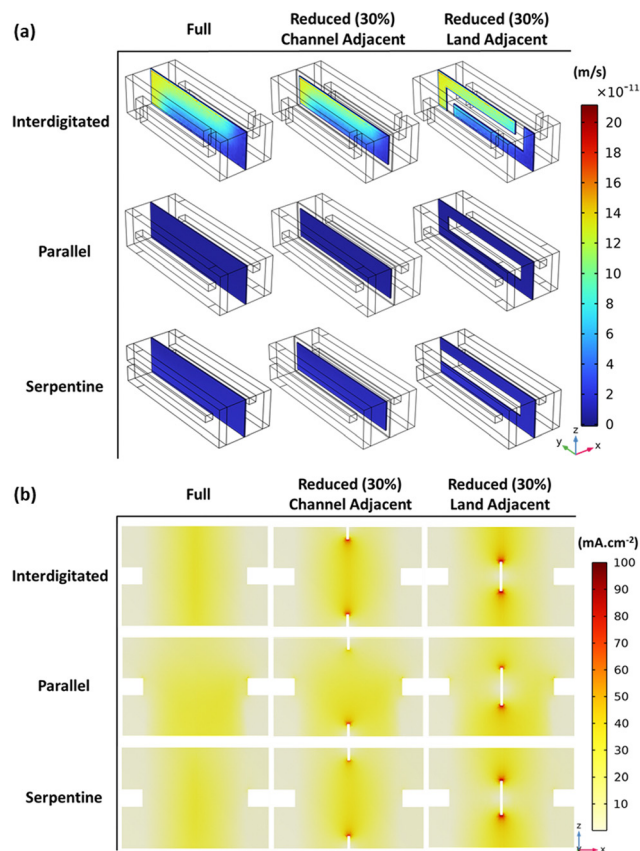 (a)
Full
Reduced (30%)
Channel Adjacent
Reduced (30%)
Land Adjacent
(m/s)
×10⁻¹¹
Interdigitated
Parallel
Serpentine
20
18
16
14
12
10
8
6
4
2
0
z
y
x
(b)
Full
Reduced (30%)
Channel Adjacent
Reduced (30%)
Land Adjacent
(mA.cm⁻²)
Interdigitated
Parallel
Serpentine
100
90
80
70
60
50
40
30
20
10
z
x